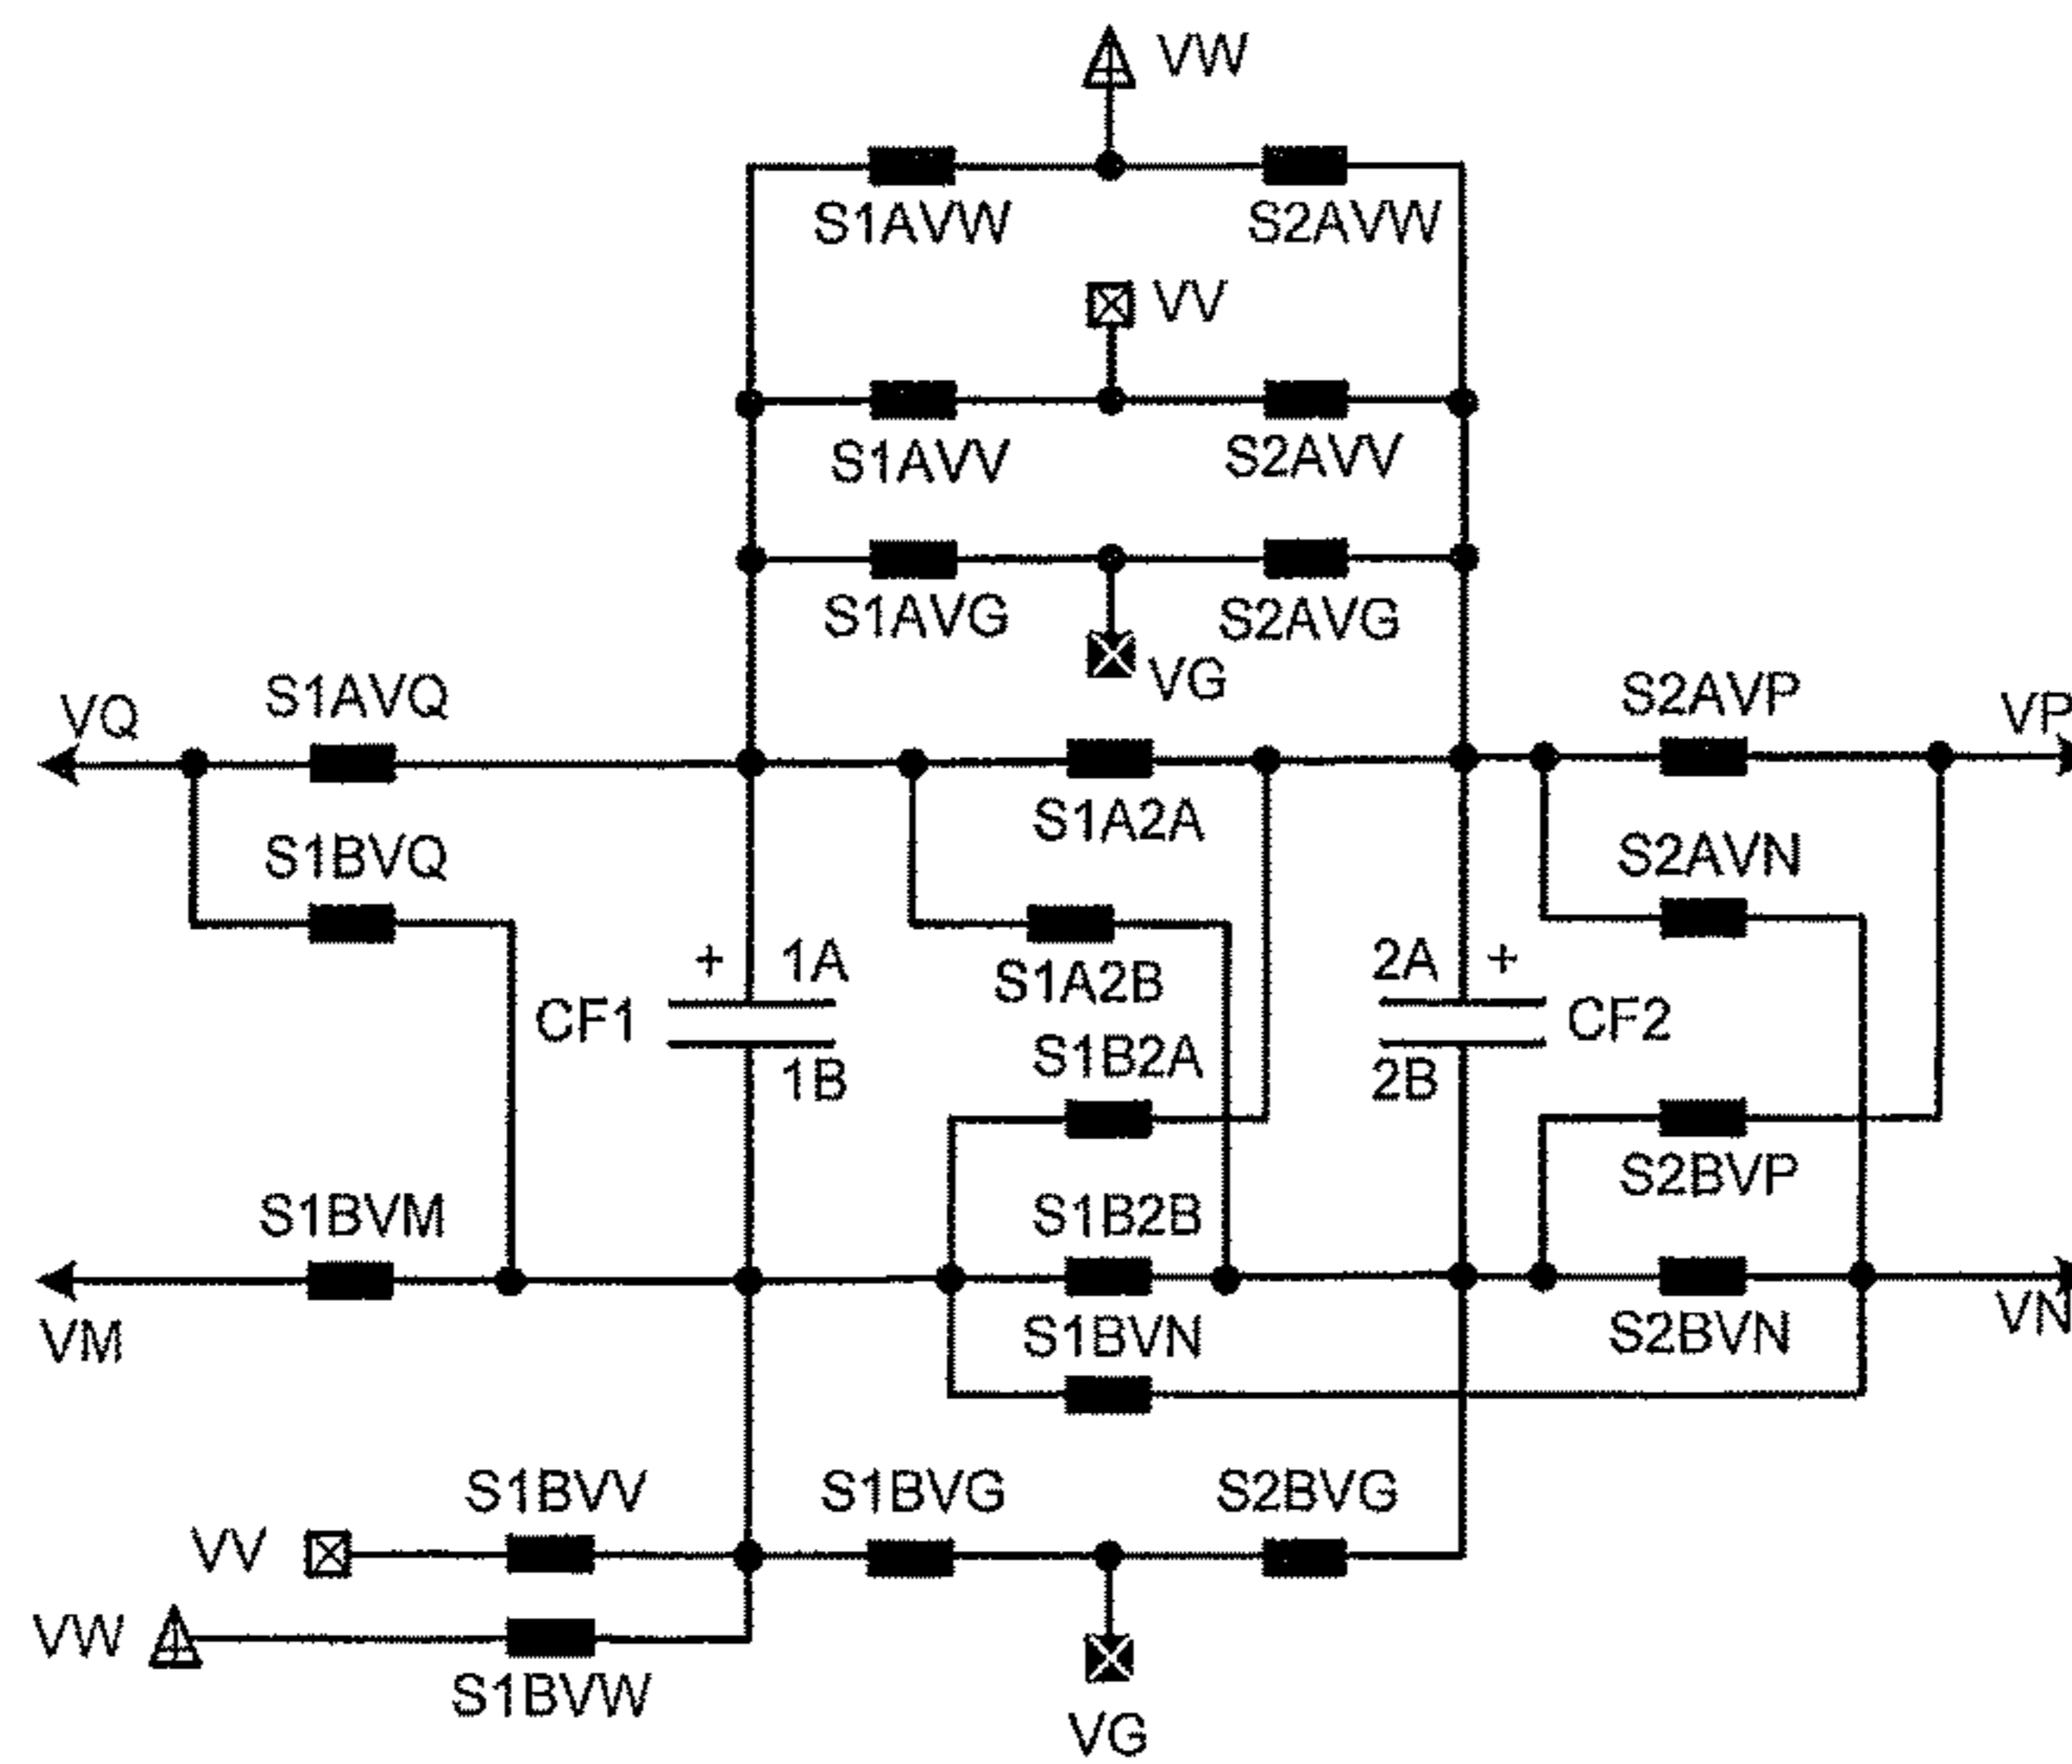 VW
S1AVW
S2AVW
VV
S1AVV
S2AVV
S1AVG
S2AVG
VG
VQ
S1AVQ
S2AVP
VP
S1A2A
S1BVQ
S2AVN
+
1A
2A
+
S1A2B
CF1
CF2
S1B2A
1B
2B
S2BVP
S1BVM
S1B2B
VM
S1BVN
S2BVN
VN
S1BVV
S1BVG
S2BVG
VV
VW
S1BVW
VG